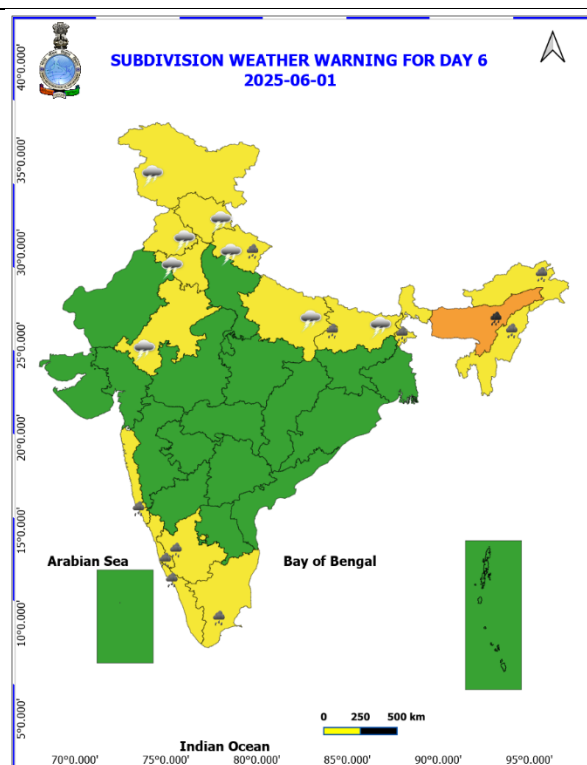 SUBDIVISION WEATHER WARNING FOR DAY 6
2025-06-01
40°0.000'
35°0.000'
30°0.000'
25°0.000'
20°0.000'
15°0.000'
10°0.000'
5°0.000'
Arabian Sea
Bay of Bengal
0 250 500 km
Indian Ocean
70°0.000' 75°0.000' 80°0.000' 85°0.000' 90°0.000' 95°0.000'